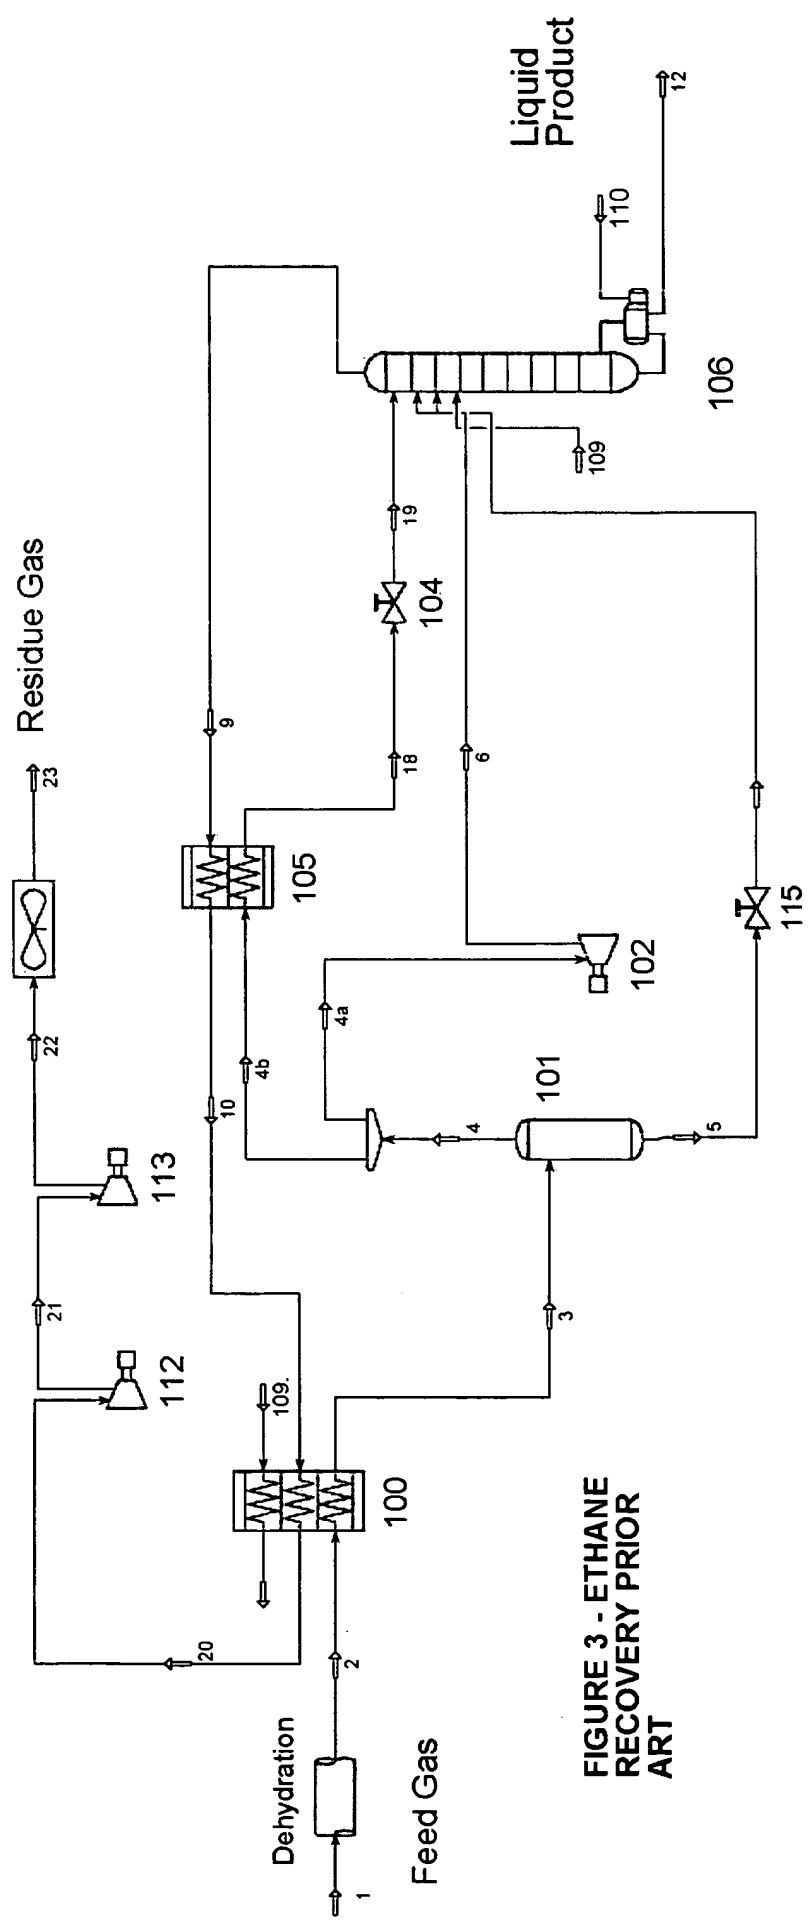 Residue Gas
23
22
113
21
112
20
109.
100
10
9
105
4b
4a
18
104
19
Liquid
Product
110
12
106
109
6
102
115
101
4
5
3
Dehydration
2
1
Feed Gas
FIGURE 3 - ETHANE
RECOVERY PRIOR
ART